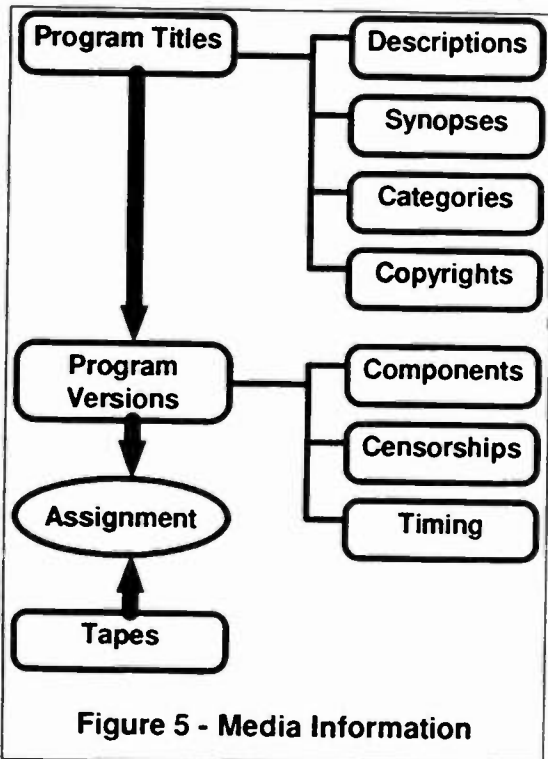 Program Titles
Descriptions
Synopses
Categories
Copyrights
Program
Versions
Components
Censorships
Timing
Assignment
Tapes
Figure 5 - Media Information